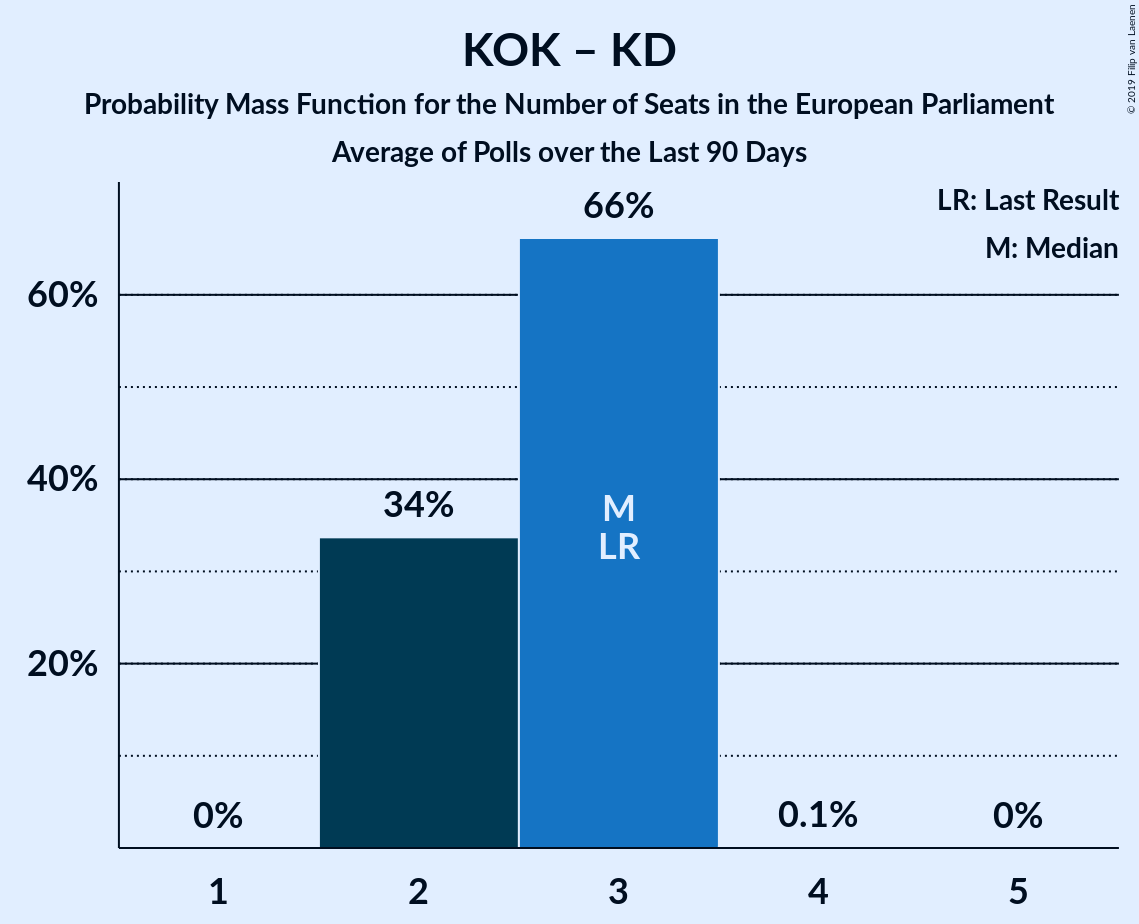 KOK – KD
Probability Mass Function for the Number of Seats in the European Parliament
Average of Polls over the Last 90 Days
© 2019 Filip van Laenen
LR: Last Result
M: Median
66%
60%
40%
34%
M
LR
20%
0%
0.1%
0%
1 2 3 4 5